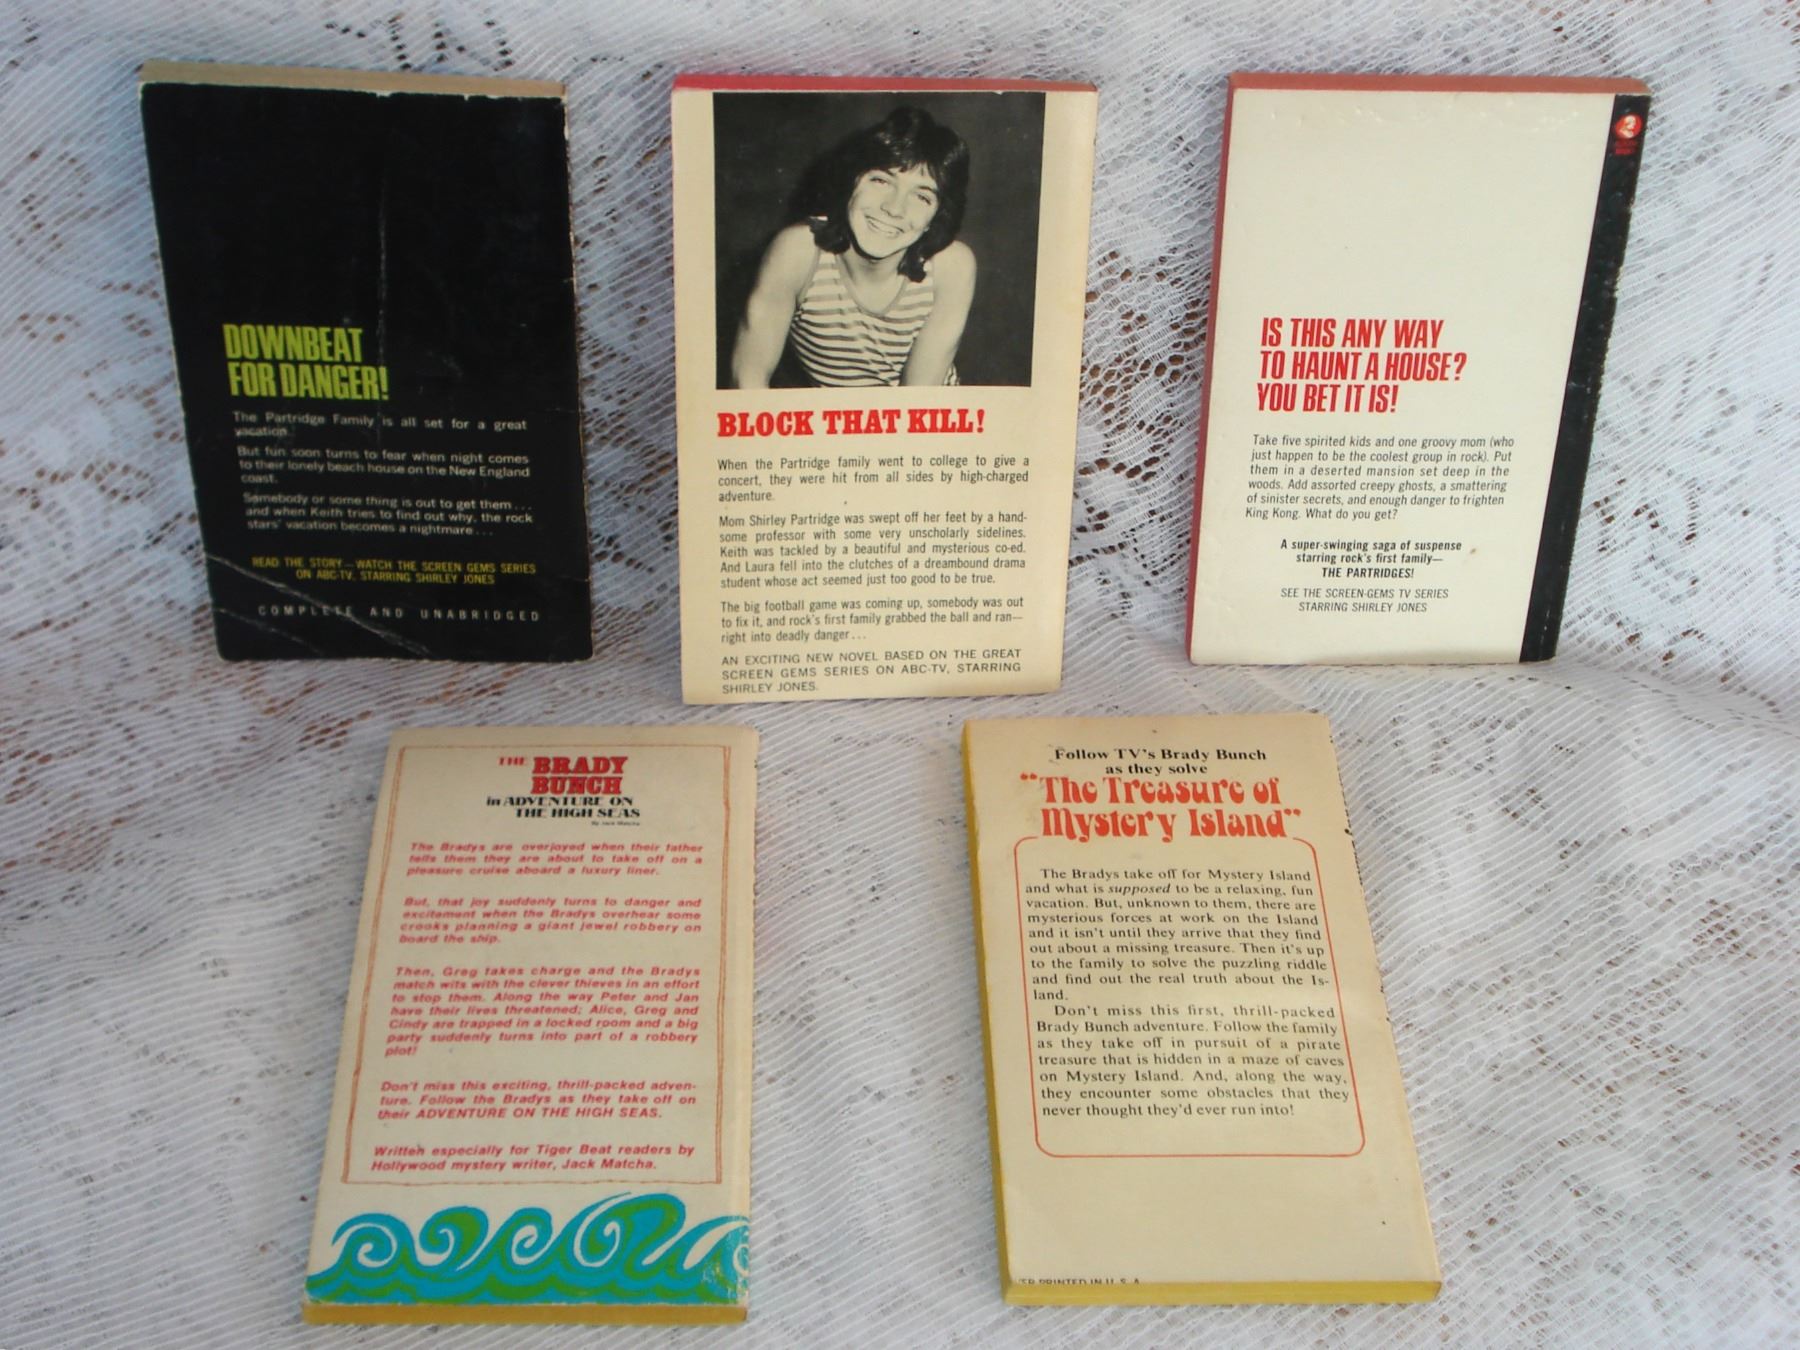 DOWNBEAT
FOR DANGER!
The Partridge Family is all set for a great
vacation.
But fun soon turns to fear when night comes
to their lonely beach house on the New England
coast.
Somebody or some thing is out to get them...
and when Keith tries to find out why, the rock
stars' vacation becomes a nightmare...
READ THE STORY—WATCH THE SCREEN GEMS SERIES
ON ABC-TV, STARRING SHIRLEY JONES
COMPLETE AND UNABRIDGED
BLOCK THAT KILL!
When the Partridge family went to college to give a
concert, they were hit from all sides by high-charged
adventure.
Mom Shirley Partridge was swept off her feet by a hand-
some professor with some very unscholarly sidelines.
Keith was tackled by a beautiful and mysterious co-ed.
And Laura fell into the clutches of a dreambound drama
student whose act seemed just too good to be true.
The big football game was coming up, somebody was out
to fix it, and rock's first family grabbed the ball and ran—
right into deadly danger...
AN EXCITING NEW NOVEL BASED ON THE GREAT
SCREEN GEMS SERIES ON ABC-TV, STARRING
SHIRLEY JONES.
IS THIS ANY WAY
TO HAUNT A HOUSE?
YOU BET IT IS!
Take five spirited kids and one groovy mom (who
just happen to be the coolest group in rock). Put
them in a deserted mansion set deep in the
woods. Add assorted creepy ghosts, a smattering
of sinister secrets, and enough danger to frighten
King Kong. What do you get?
A super-swinging saga of suspense
starring rock's first family—
THE PARTRIDGES!
SEE THE SCREEN-GEMS TV SERIES
STARRING SHIRLEY JONES
THE BRADY
BUNCH
in ADVENTURE ON
THE HIGH SEAS
By Jack Matcha
The Bradys are overjoyed when their father
tells them they are about to take off on a
pleasure cruise aboard a luxury liner.
But, that joy suddenly turns to danger and
excitement when the Bradys overhear some
crooks planning a giant jewel robbery on
board the ship.
Then, Greg takes charge and the Bradys
match wits with the clever thieves in an effort
to stop them. Along the way Peter and Jan
have their lives threatened; Alice, Greg and
Cindy are trapped in a locked room and a big
party suddenly turns into part of a robbery
plot!
Don't miss this exciting, thrill-packed adven-
ture. Follow the Bradys as they take off on
their ADVENTURE ON THE HIGH SEAS.
Written especially for Tiger Beat readers by
Hollywood mystery writer, Jack Matcha.
Follow TV's Brady Bunch
as they solve
"The Treasure of
Mystery Island"
The Bradys take off for Mystery Island
and what is supposed to be a relaxing, fun
vacation. But, unknown to them, there are
mysterious forces at work on the Island
and it isn't until they arrive that they find
out about a missing treasure. Then it's up
to the family to solve the puzzling riddle
and find out the real truth about the Is-
land.
Don't miss this first, thrill-packed
Brady Bunch adventure. Follow the family
as they take off in pursuit of a pirate
treasure that is hidden in a maze of caves
on Mystery Island. And, along the way,
they encounter some obstacles that they
never thought they'd ever run into!
PRINTED IN U.S.A.